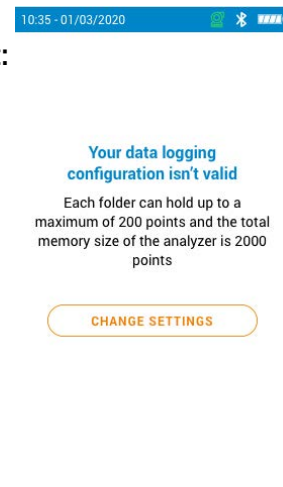 10:35 - 01/03/2020
:
Your data logging
configuration isn't valid
Each folder can hold up to a
maximum of 200 points and the total
memory size of the analyzer is 2000
points
CHANGE SETTINGS